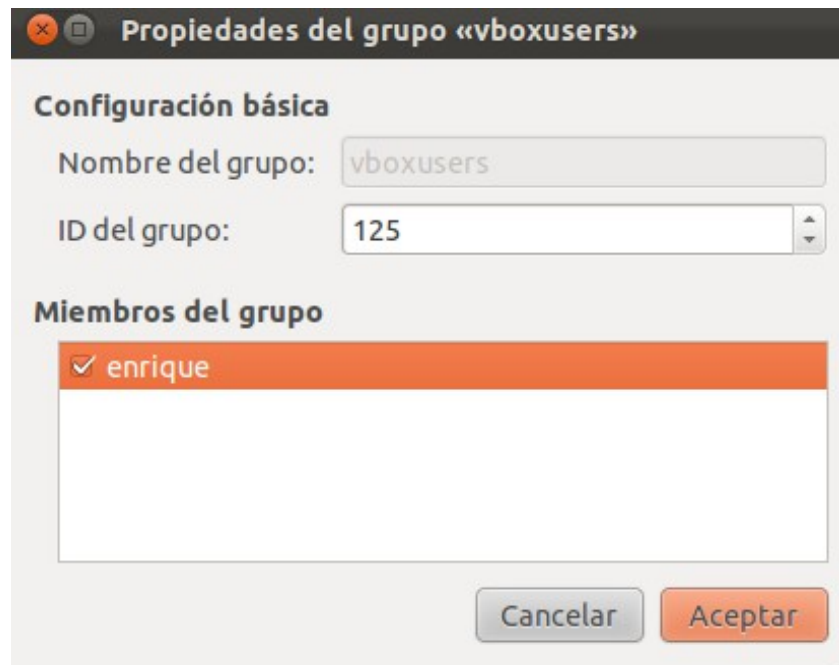 Propiedades del grupo «vboxusers»
Configuración básica
Nombre del grupo: vboxusers
ID del grupo: 125
Miembros del grupo
enrique
Cancelar Aceptar